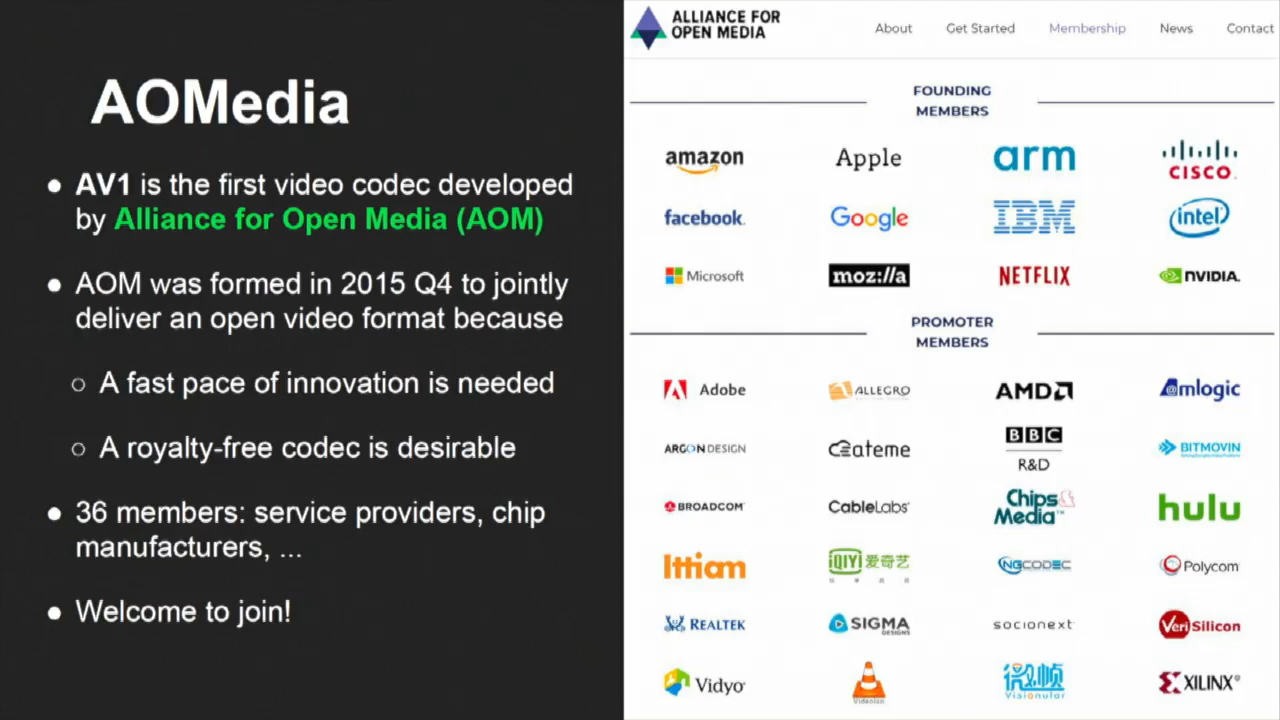 AOMedia
● AV1 is the first video codec developed
by Alliance for Open Media (AOM)
● AOM was formed in 2015 Q4 to jointly
deliver an open video format because
○ A fast pace of innovation is needed
○ A royalty-free codec is desirable
● 36 members: service providers, chip
manufacturers, ...
● Welcome to join!
ALLIANCE FOR
OPEN MEDIA
About Get Started Membership News Contact
FOUNDING
MEMBERS
amazon Apple arm CISCO
facebook Google IBM intel
Microsoft moz://a NETFLIX NVIDIA
PROMOTER
MEMBERS
Adobe ALLEGRO AMD Amlogic
ARGON DESIGN ateme BBC R&D BITMOVIN
BROADCOM CableLabs Chips&Media hulu
Ittiam iQIYI 爱奇艺 NGCODEC Polycom
REALTEK SIGMA DESIGNS socionext VeriSilicon
Vidyo VideoLAN 微帧 Visionular XILINX